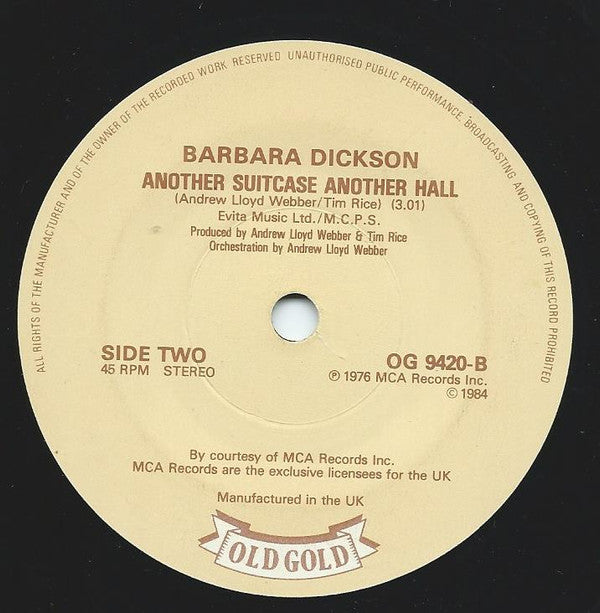 ALL RIGHTS OF THE MANUFACTURER AND OF THE OWNER OF THE RECORDED WORK RESERVED UNAUTHORISED PUBLIC PERFORMANCE, BROADCASTING AND COPYING OF THIS RECORD PROHIBITED
BARBARA DICKSON
ANOTHER SUITCASE ANOTHER HALL
(Andrew Lloyd Webber/Tim Rice) (3.01)
Evita Music Ltd./M.C.P.S.
Produced by Andrew Lloyd Webber & Tim Rice
Orchestration by Andrew Lloyd Webber
SIDE TWO
45 RPM STEREO
OG 9420-B
℗ 1976 MCA Records Inc.
© 1984
By courtesy of MCA Records Inc.
MCA Records are the exclusive licensees for the UK
Manufactured in the UK
OLD GOLD